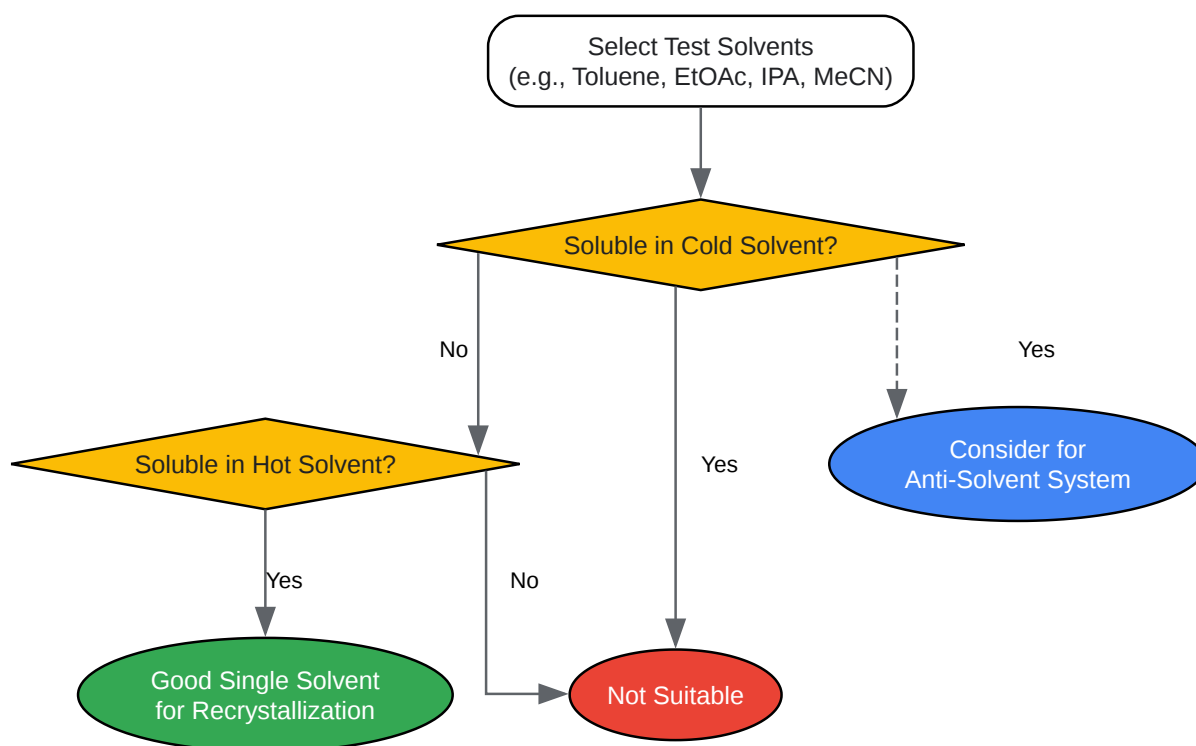 Select Test Solvents
(e.g., Toluene, EtOAc, IPA, MeCN)
Soluble in Cold Solvent?
No
Yes
Soluble in Hot Solvent?
Yes
Consider for
Anti-Solvent System
Yes
No
Good Single Solvent
for Recrystallization
Not Suitable